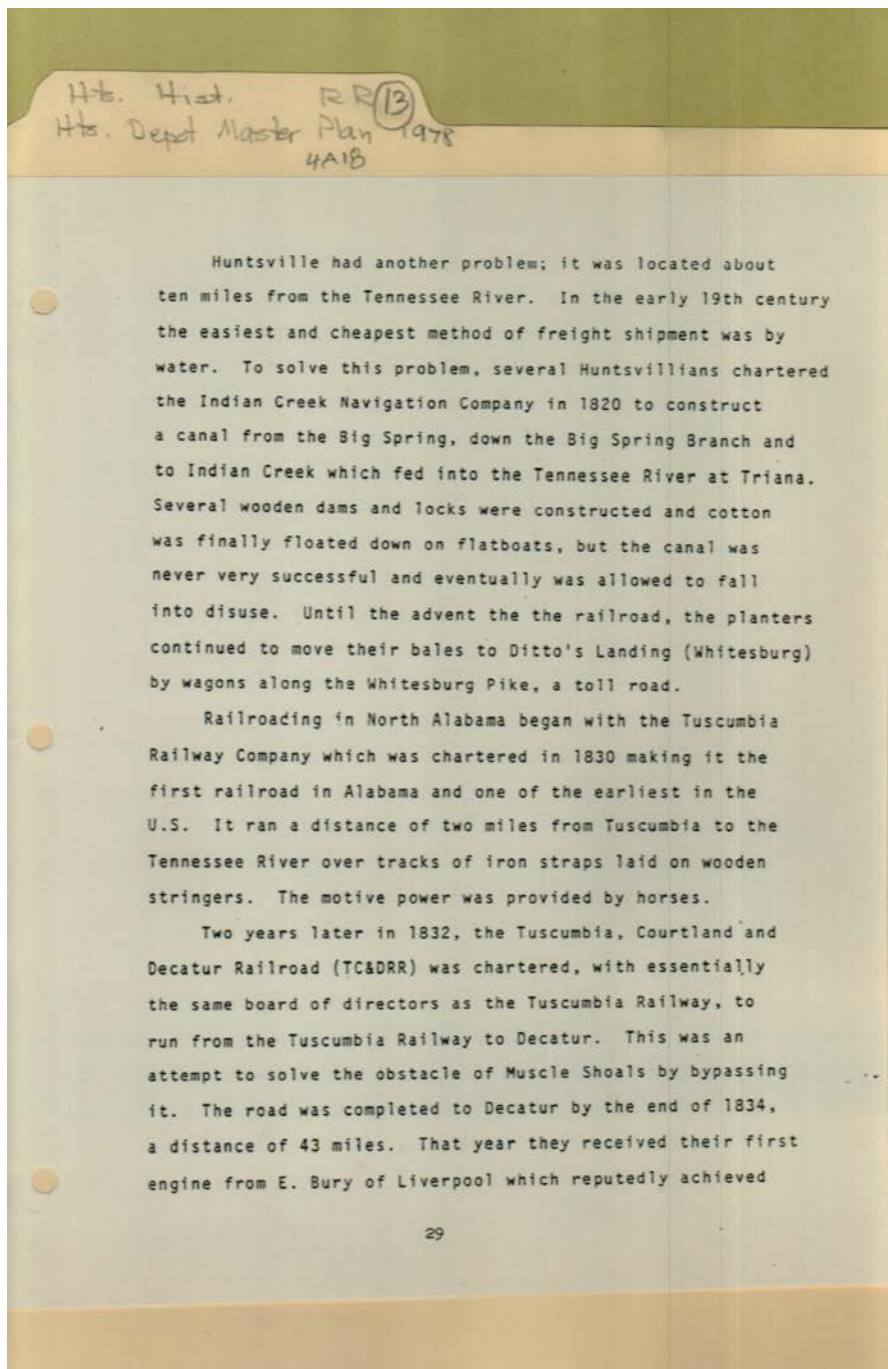 Hts. Hist. RR 13
Hts. Depot Master Plan 1978
4A18
Huntsville had another problem; it was located about
ten miles from the Tennessee River. In the early 19th century
the easiest and cheapest method of freight shipment was by
water. To solve this problem, several Huntsvillians chartered
the Indian Creek Navigation Company in 1820 to construct
a canal from the Big Spring, down the Big Spring Branch and
to Indian Creek which fed into the Tennessee River at Triana.
Several wooden dams and locks were constructed and cotton
was finally floated down on flatboats, but the canal was
never very successful and eventually was allowed to fall
into disuse. Until the advent the the railroad, the planters
continued to move their bales to Ditto's Landing (Whitesburg)
by wagons along the Whitesburg Pike, a toll road.
Railroading in North Alabama began with the Tuscumbia
Railway Company which was chartered in 1830 making it the
first railroad in Alabama and one of the earliest in the
U.S. It ran a distance of two miles from Tuscumbia to the
Tennessee River over tracks of iron straps laid on wooden
stringers. The motive power was provided by horses.
Two years later in 1832, the Tuscumbia, Courtland and
Decatur Railroad (TC&DRR) was chartered, with essentially
the same board of directors as the Tuscumbia Railway, to
run from the Tuscumbia Railway to Decatur. This was an
attempt to solve the obstacle of Muscle Shoals by bypassing
it. The road was completed to Decatur by the end of 1834,
a distance of 43 miles. That year they received their first
engine from E. Bury of Liverpool which reputedly achieved
29